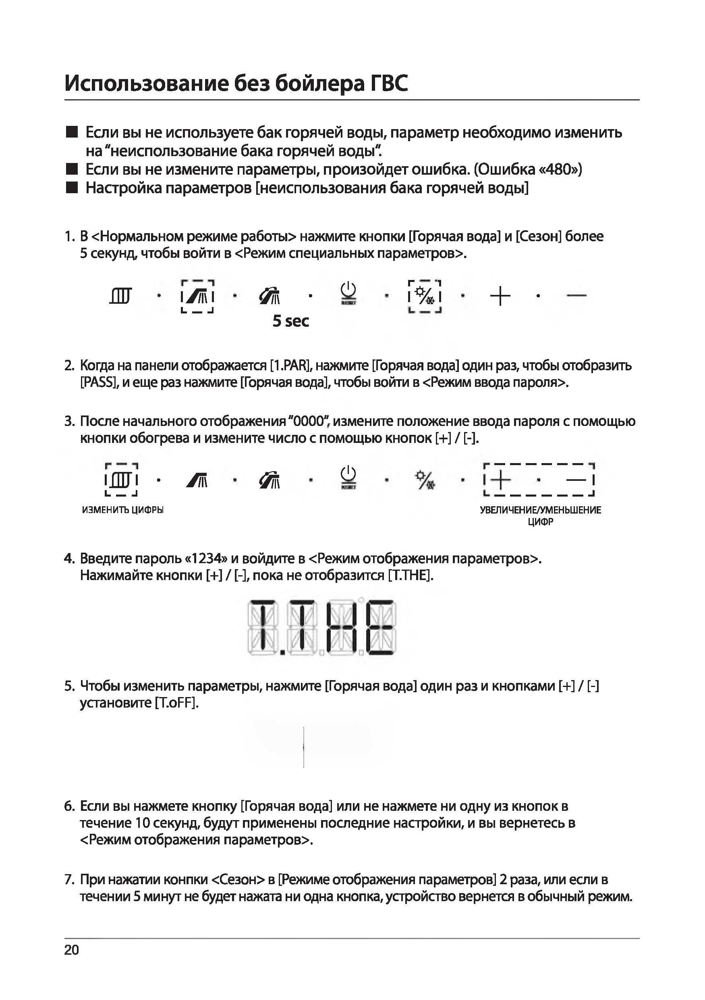 Использование без бойлера ГВС
■ Если вы не используете бак горячей воды, параметр необходимо изменить
на “неиспользование бака горячей воды“.
■ Если вы не измените параметры, произойдет ошибка. (Ошибка «480»)
■ Настройка параметров [неиспользования бака горячей воды]
1. В <Нормальном режиме работы> нажмите кнопки [Горячая вода] и [Сезон] более
5 секунд, чтобы войти в <Режим специальных параметров>.
RESET
5 sec
2. Когда на панели отображается [1.PAR], нажмите [Горячая вода] один раз, чтобы отобразить
[PASS], и еще раз нажмите [Горячая вода], чтобы войти в <Режим ввода пароля>.
3. После начального отображения “0000”, измените положение ввода пароля с помощью
кнопки обогрева и измените число с помощью кнопок [+] / [-].
RESET
ИЗМЕНИТЬ ЦИФРЫ
УВЕЛИЧЕНИЕ/УМЕНЬШЕНИЕ
ЦИФР
4. Введите пароль «1234» и войдите в <Режим отображения параметров>.
Нажимайте кнопки [+] / [-], пока не отобразится [T.THE].
T.THE
5. Чтобы изменить параметры, нажмите [Горячая вода] один раз и кнопками [+] / [-]
установите [T.oFF].
6. Если вы нажмете кнопку [Горячая вода] или не нажмете ни одну из кнопок в
течение 10 секунд, будут применены последние настройки, и вы вернетесь в
<Режим отображения параметров>.
7. При нажатии конпки <Сезон> в [Режиме отображения параметров] 2 раза, или если в
течении 5 минут не будет нажата ни одна кнопка, устройство вернется в обычный режим.
20